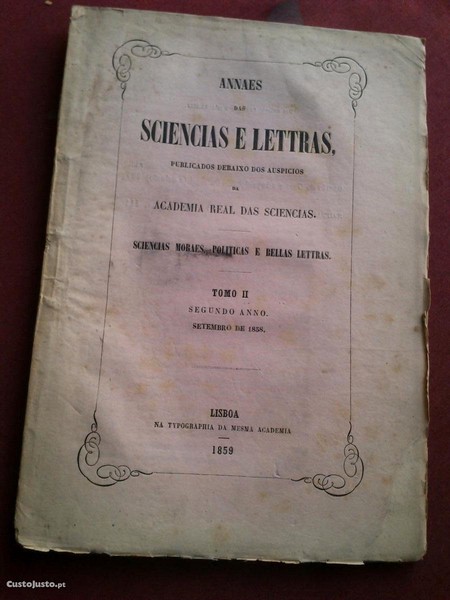 ANNAES
DAS
SCIENCIAS E LETTRAS,
PUBLICADOS DEBAIXO DOS AUSPICIOS
DA
ACADEMIA REAL DAS SCIENCIAS.
SCIENCIAS MORAES, POLITICAS E BELLAS LETTRAS.
TOMO II
SEGUNDO ANNO.
SETEMBRO DE 1858.
LISBOA
NA TYPOGRAPHIA DA MESMA ACADEMIA
1859
CustoJusto.pt